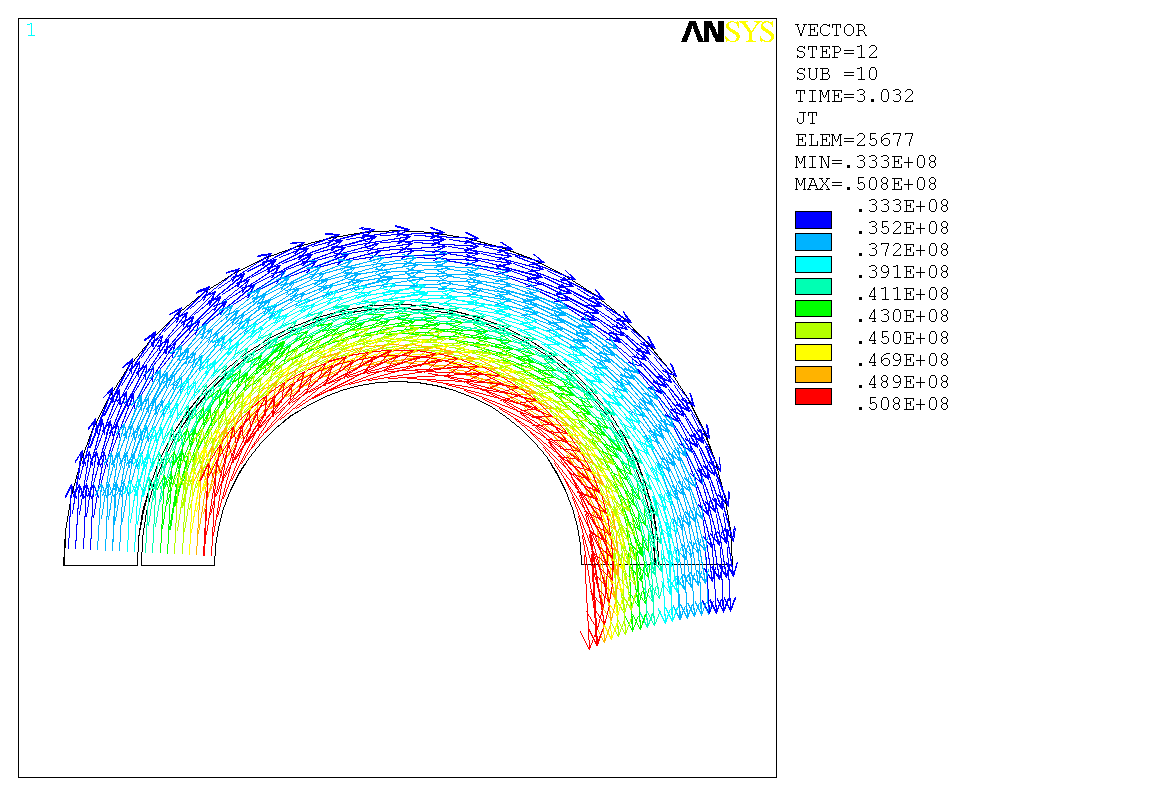 1
ANSYS
VECTOR
STEP=12
SUB =10
TIME=3.032
JT
ELEM=25677
MIN=.333E+08
MAX=.508E+08
.333E+08
.352E+08
.372E+08
.391E+08
.411E+08
.430E+08
.450E+08
.469E+08
.489E+08
.508E+08